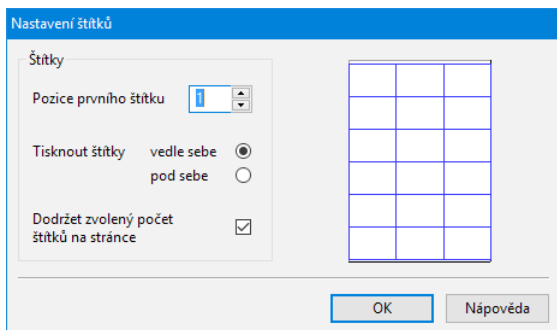 Nastavení štítků
Štítky
Pozice prvního štítku 1
Tisknout štítky vedle sebe
pod sebe
Dodržet zvolený počet
štítků na stránce
OK Nápověda